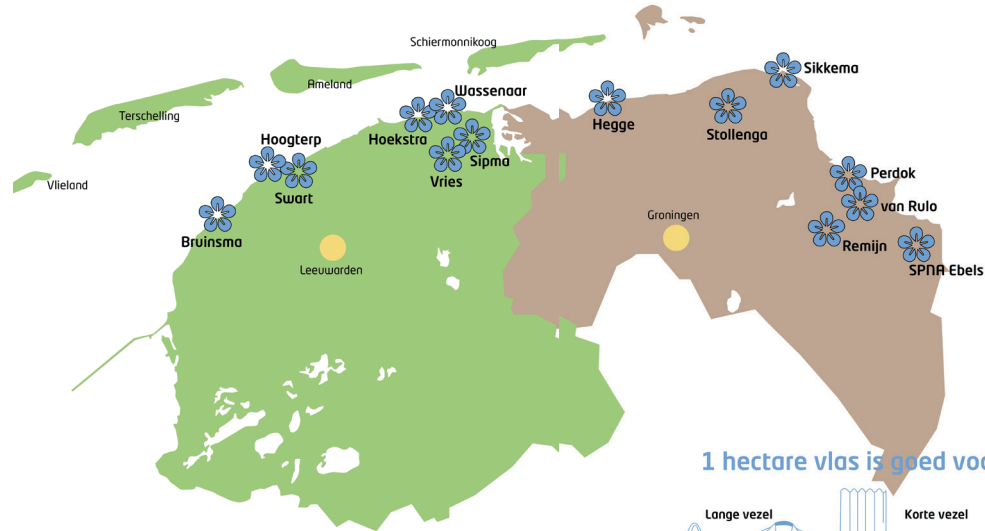 Schiermonnikoog
Ameland
Terschelling
Vlieland
Wassenaar
Hoekstra
Sipma
Vries
Hoogterp
Swart
Bruinsma
Leeuwarden
Sikkema
Hegge
Stollenga
Perdok
van Rulo
Groningen
Remijn
SPNA Ebels
1 hectare vlas is goed
Lange vezel
Korte vezel